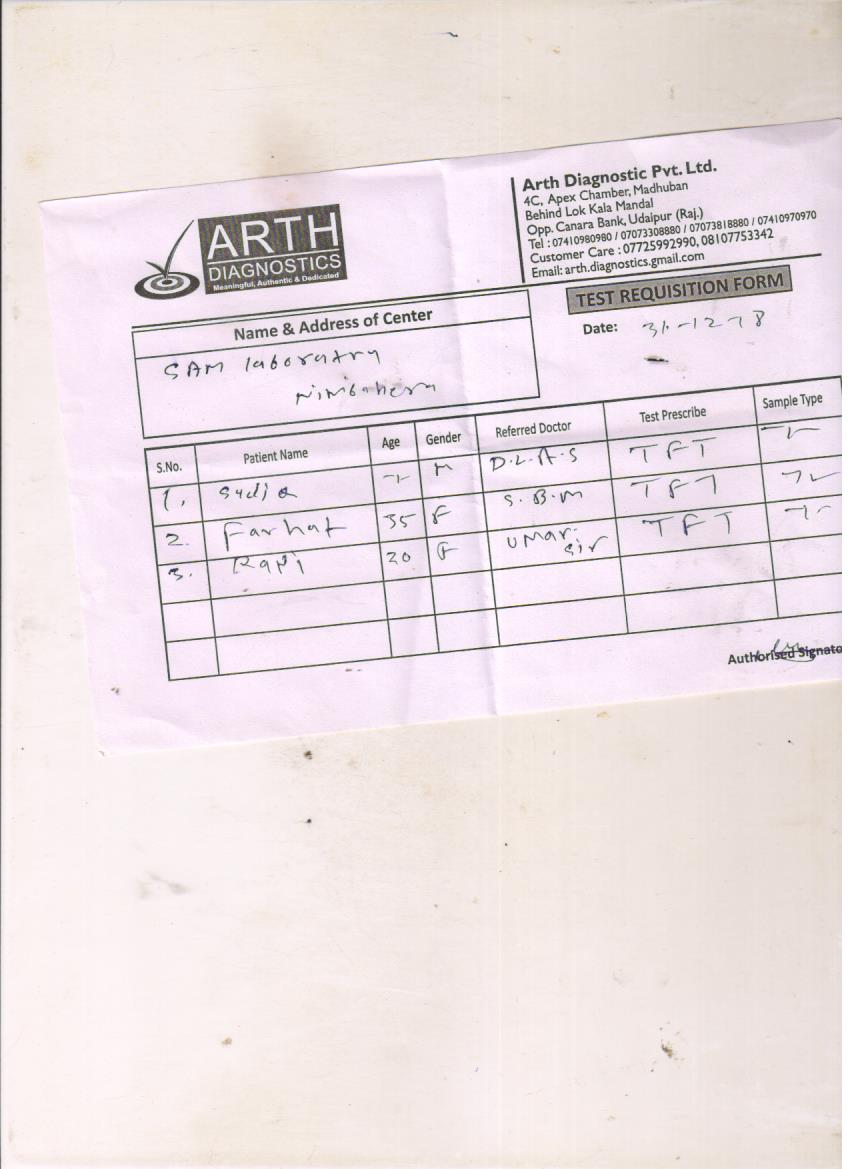 ARTH
DIAGNOSTICS
Meaningful, Authentic & Dedicated
Arth Diagnostic Pvt. Ltd.
4C, Apex Chamber, Madhuban
Behind Lok Kala Mandal
Opp. Canara Bank, Udaipur (Raj.)
Tel : 07410980980 / 07073308880 / 07073818880 / 07410970970
Customer Care : 07725992990, 08107753342
Email: arth.diagnostics.gmail.com
TEST REQUISITION FORM
Name & Address of Center
Date: 31-12-18
SAM laboratry
Nimbahera
S.No. Patient Name Age Gender Referred Doctor Test Prescribe Sample Type
1. M D.L.A.S TFT
2. Farhat 35 F S.B.M TFT
3. 20 F Umar sir TFT
Authorised Signato